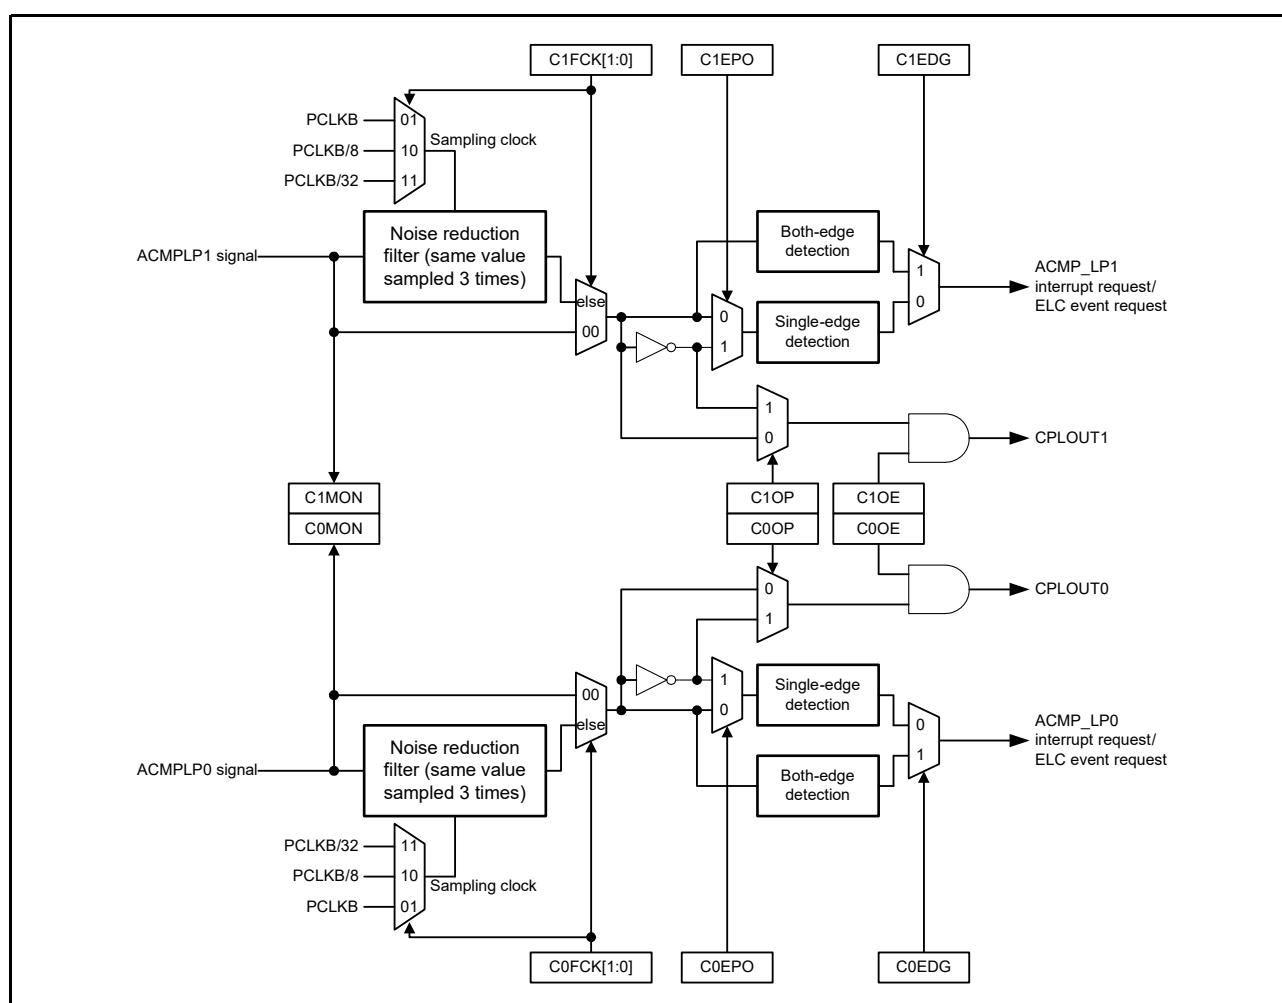 C1FCK[1:0]
C1EPO
C1EDG
PCLKB
01
Sampling clock
PCLKB/8
10
PCLKB/32
11
Noise reduction
filter (same value
sampled 3 times)
ACMPLP1 signal
else
00
Both-edge
detection
0
1
Single-edge
detection
1
0
ACMP_LP1
interrupt request/
ELC event request
1
0
CPLOUT1
C1MON
C0MON
C1OP
C0OP
C1OE
C0OE
0
1
CPLOUT0
00
else
1
0
Single-edge
detection
Both-edge
detection
0
1
ACMP_LP0
interrupt request/
ELC event request
ACMPLP0 signal
Noise reduction
filter (same value
sampled 3 times)
PCLKB/32
11
PCLKB/8
10
Sampling clock
PCLKB
01
C0FCK[1:0]
C0EPO
C0EDG